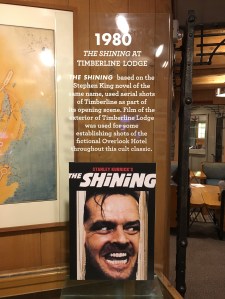 1980
THE SHINING AT
TIMBERLINE LODGE
THE SHINING based on the
Stephen King novel of the
same name, used aerial shots
of Timberline as part of
its opening scene. Film of the
exterior of Timberline Lodge
was used for some
establishing shots of the
fictional Overlook Hotel
throughout this cult classic.
STANLEY KUBRICK'S
THE SHINING